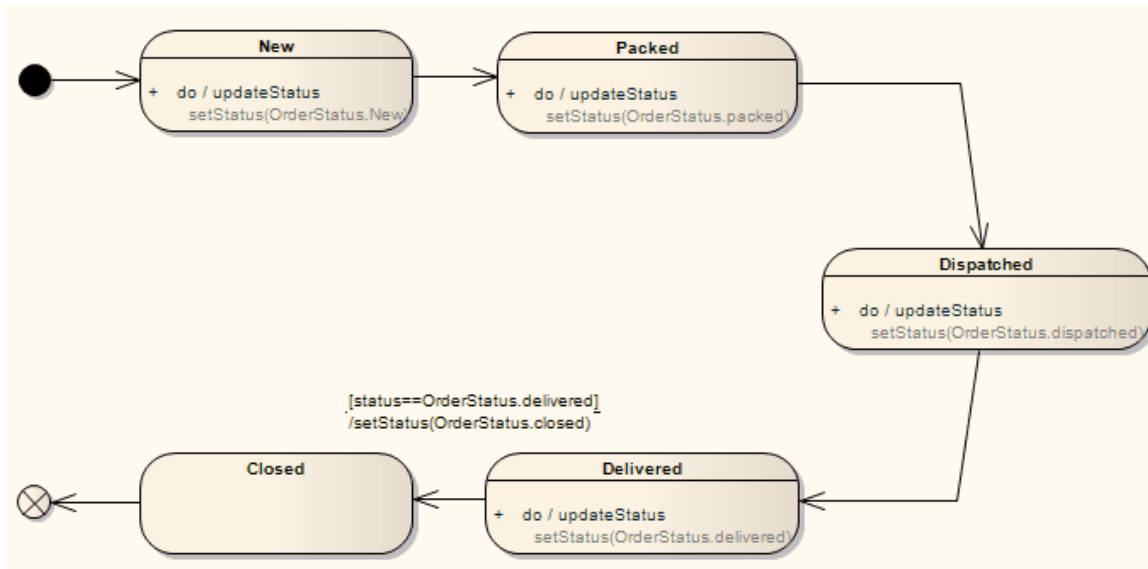 New
+ do / updateStatus
setStatus(OrderStatus.New)
Packed
+ do / updateStatus
setStatus(OrderStatus.packed)
Dispatched
+ do / updateStatus
setStatus(OrderStatus.dispatched)
[status==OrderStatus.delivered]
/setStatus(OrderStatus.closed)
Closed
Delivered
+ do / updateStatus
setStatus(OrderStatus.delivered)